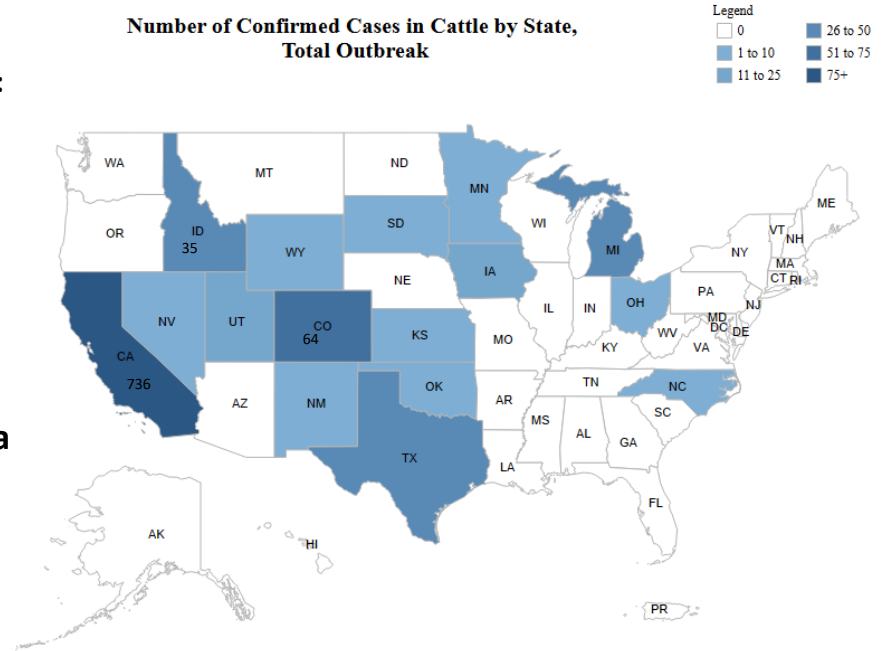 Number of Confirmed Cases in Cattle by State,
Total Outbreak
Legend
0
1 to 10
11 to 25
26 to 50
51 to 75
75+
:
a
WA
MT
ND
MN
ME
OR
ID
35
SD
WI
MI
VT
NH
NY
WY
MA
CT
RI
IA
NE
PA
NJ
NV
UT
CO
64
IL
IN
OH
MD
DC
DE
KS
MO
WV
KY
VA
CA
736
AZ
NM
OK
AR
TN
NC
SC
MS
AL
GA
TX
LA
FL
AK
HI
PR